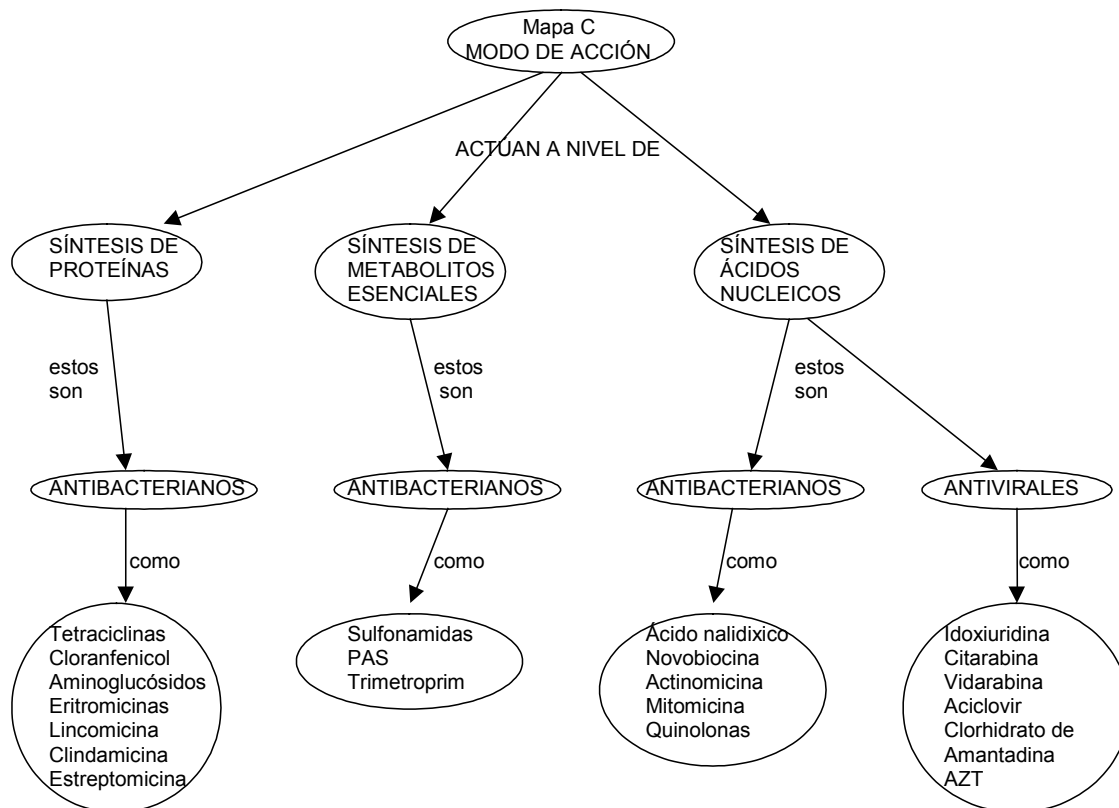 Mapa C
MODO DE ACCIÓN
ACTÚAN A NIVEL DE
SÍNTESIS DE
PROTEÍNAS
SÍNTESIS DE
METABOLITOS
ESENCIALES
SÍNTESIS DE
ÁCIDOS
NUCLEICOS
estos
son
estos
son
estos
son
ANTIBACTERIANOS
ANTIBACTERIANOS
ANTIBACTERIANOS
ANTIVIRALES
como
como
como
como
Tetraciclinas
Cloranfenicol
Aminoglucósidos
Eritromicinas
Lincomicina
Clindamicina
Estreptomicina
Sulfonamidas
PAS
Trimetroprim
Ácido nalidixico
Novobiocina
Actinomicina
Mitomicina
Quinolonas
Idoxiuridina
Citarabina
Vidarabina
Aciclovir
Clorhidrato de
Amantadina
AZT